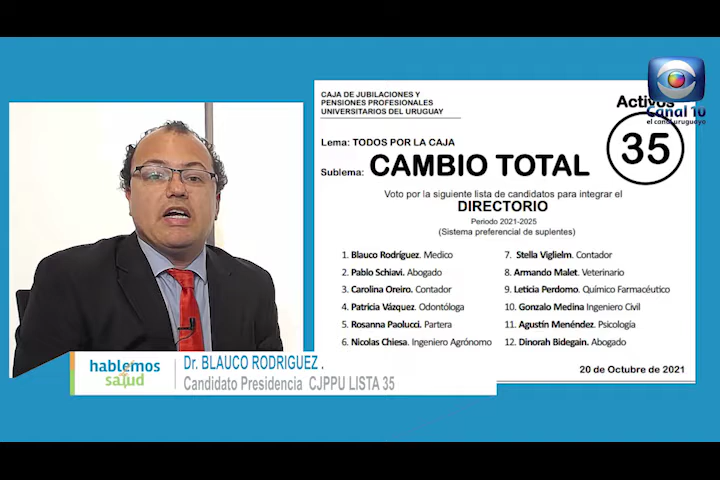 CAJA DE JUBILACIONES Y
PENSIONES PROFESIONALES
UNIVERSITARIOS DEL URUGUAY
Activos
Canal 10
el canal uruguayo
35
Lema: TODOS POR LA CAJA
Sublema: CAMBIO TOTAL
Voto por la siguiente lista de candidatos para integrar el
DIRECTORIO
Periodo 2021-2025
(Sistema preferencial de suplentes)
1. Blauco Rodríguez. Medico
2. Pablo Schiavi. Abogado
3. Carolina Oreiro. Contador
4. Patricia Vázquez. Odontóloga
5. Rosanna Paolucci. Partera
6. Nicolas Chiesa. Ingeniero Agrónomo
7. Stella Viglielm. Contador
8. Armando Malet. Veterinario
9. Leticia Perdomo. Químico Farmacéutico
10. Gonzalo Medina Ingeniero Civil
11. Agustín Menéndez. Psicología
12. Dinorah Bidegain. Abogado
20 de Octubre de 2021
hablemos
de
salud
Dr. BLAUCO RODRIGUEZ .
Candidato Presidencia CJPPU LISTA 35